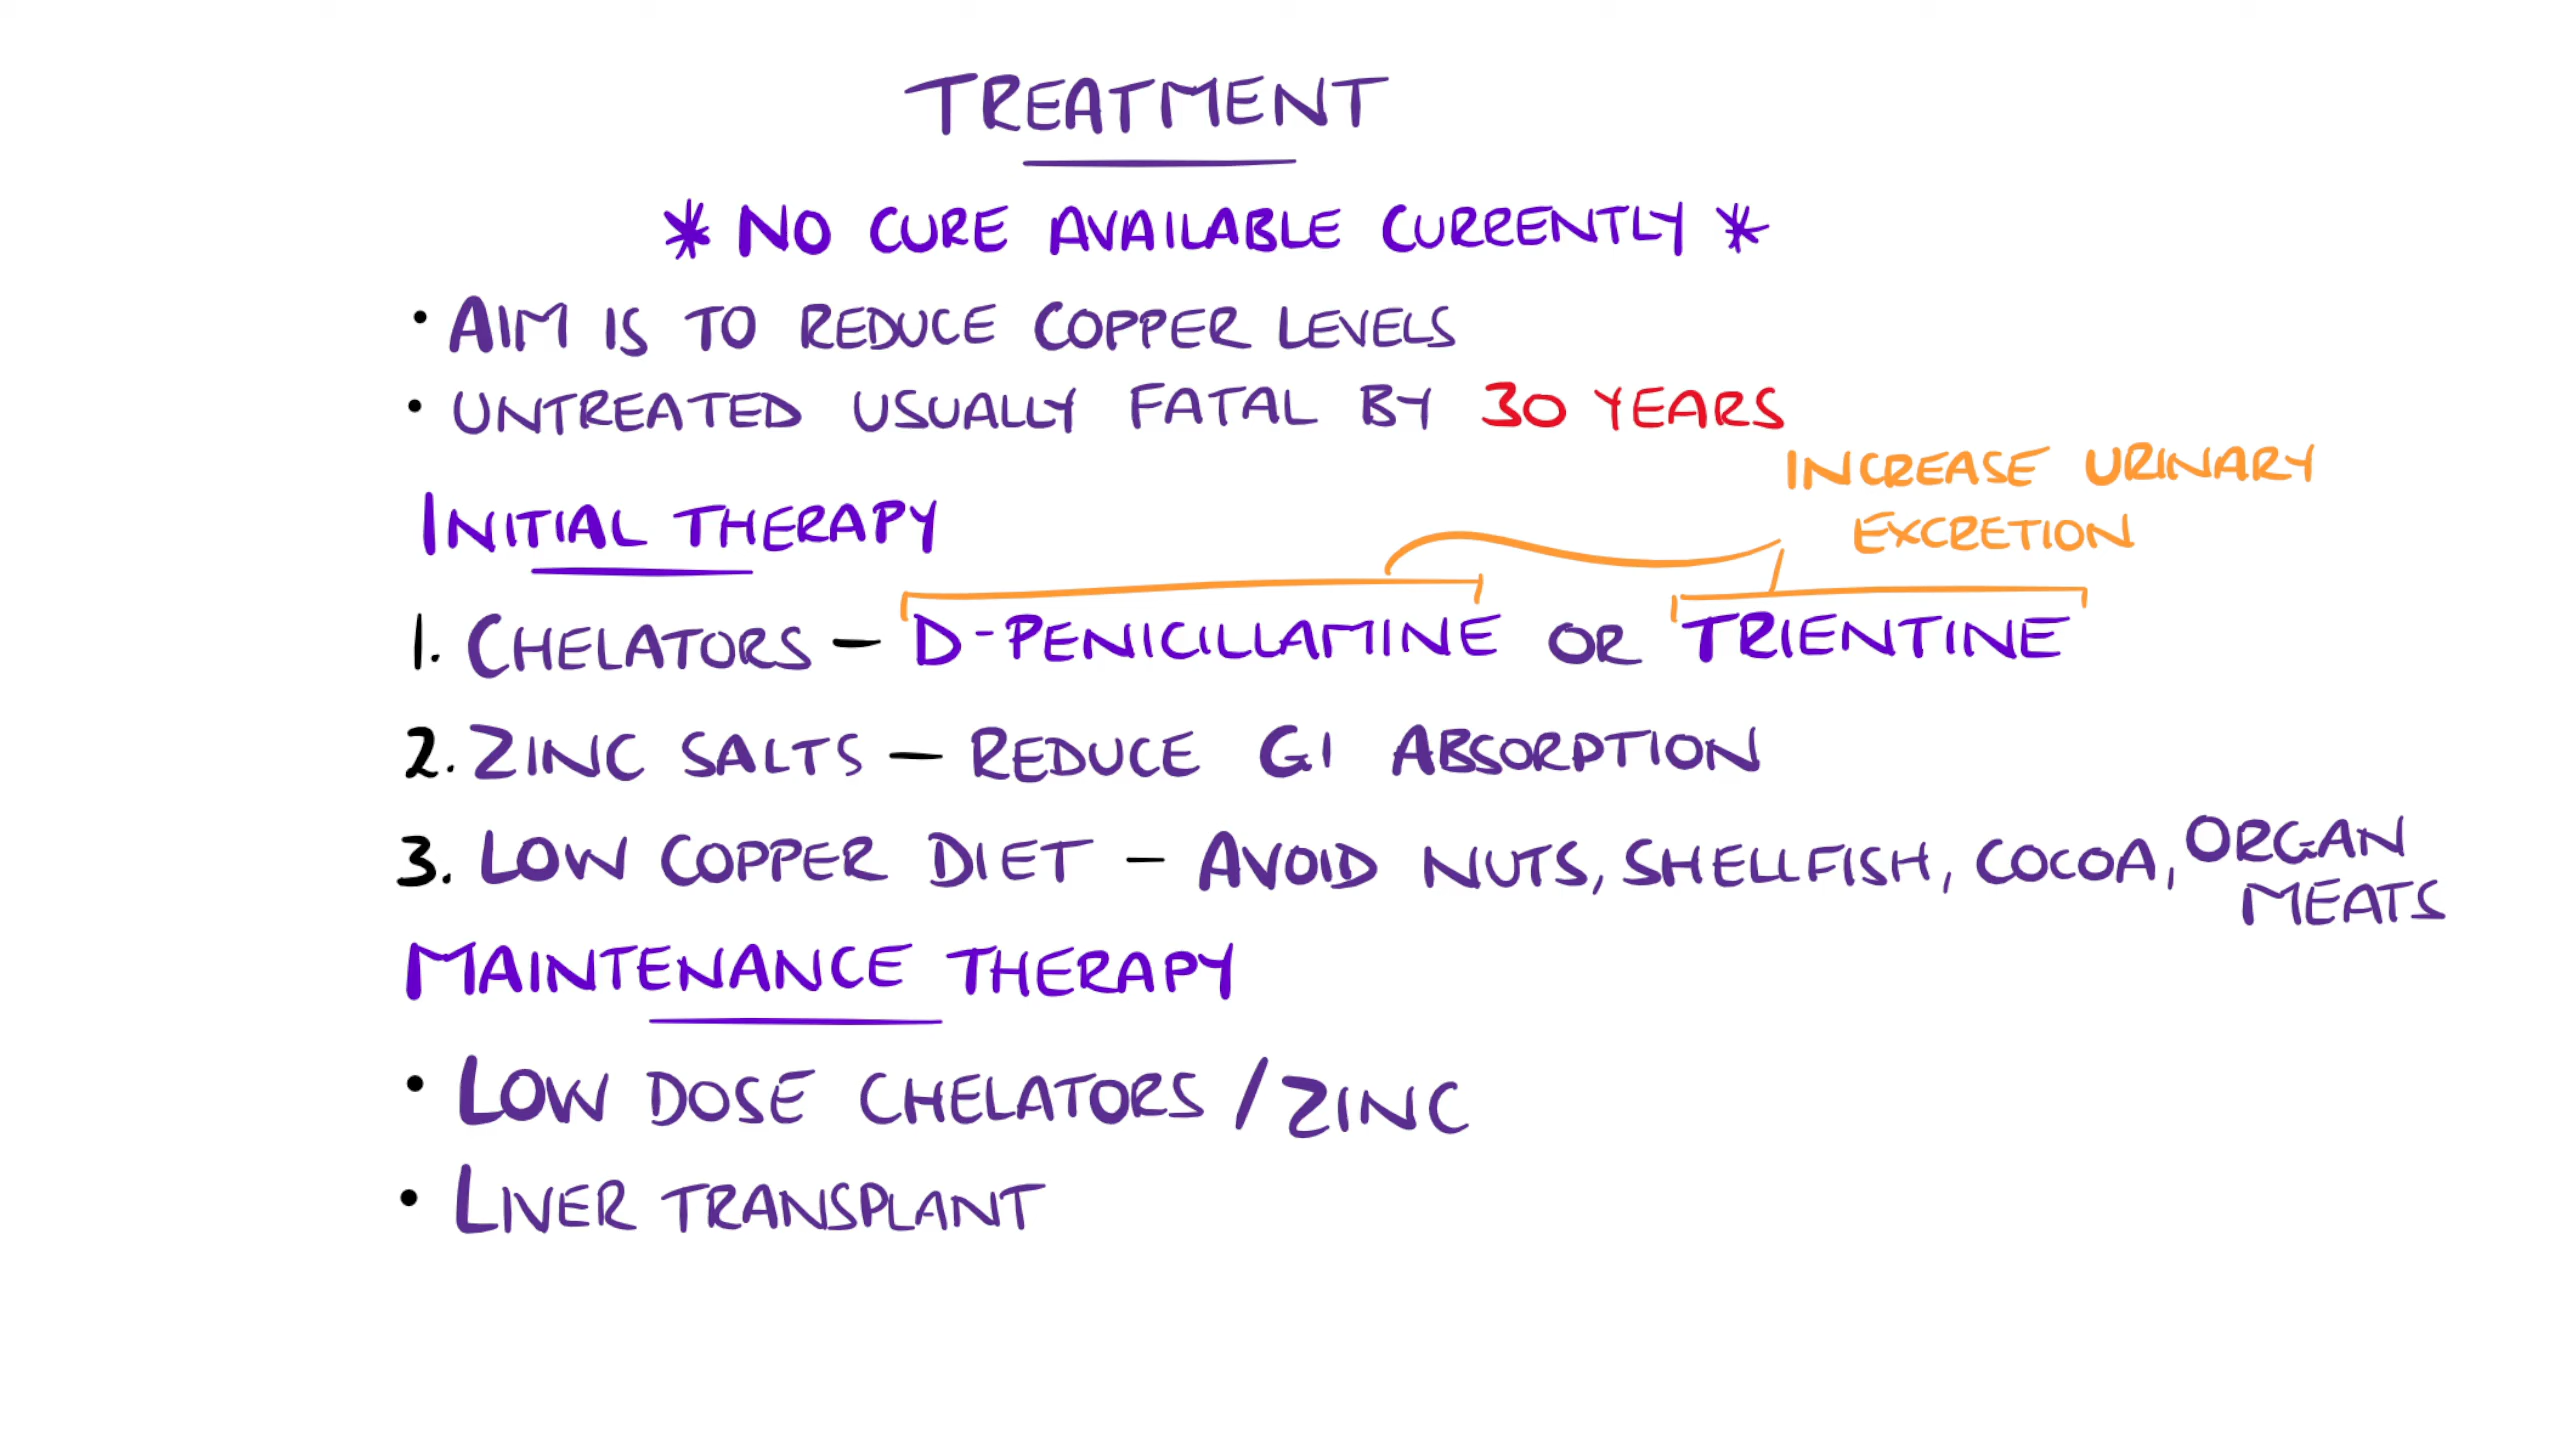 TREATMENT
* NO CURE AVAILABLE CURRENTLY *
• AIM IS TO REDUCE COPPER LEVELS
• UNTREATED USUALLY FATAL BY 30 YEARS
INCREASE URINARY
EXCRETION
INITIAL THERAPY
1. CHELATORS – D-PENICILLAMINE OR TRIENTINE
2. ZINC SALTS – REDUCE GI ABSORPTION
3. LOW COPPER DIET – AVOID NUTS, SHELLFISH, COCOA, ORGAN
MEATS
MAINTENANCE THERAPY
• LOW DOSE CHELATORS / ZINC
• LIVER TRANSPLANT